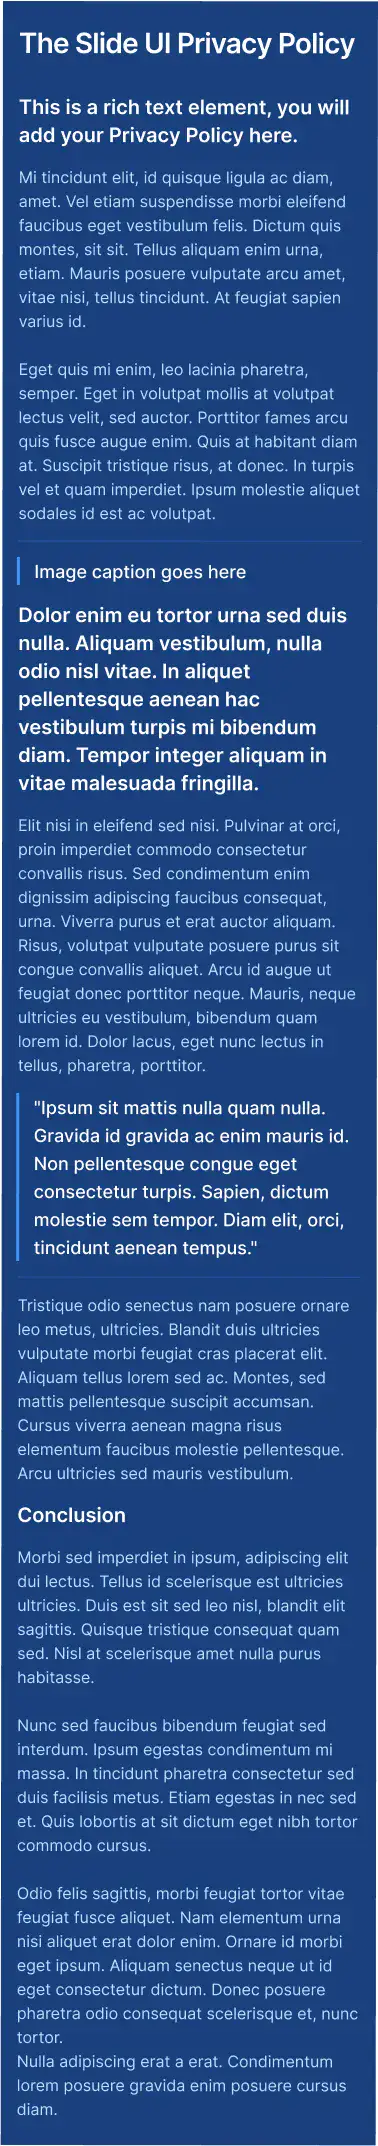 The Slide UI Privacy Policy
This is a rich text element, you will
add your Privacy Policy here.
Mi tincidunt elit, id quisque ligula ac diam,
amet. Vel etiam suspendisse morbi eleifend
faucibus eget vestibulum felis. Dictum quis
montes, sit sit. Tellus aliquam enim urna,
etiam. Mauris posuere vulputate arcu amet,
vitae nisi, tellus tincidunt. At feugiat sapien
varius id.
Eget quis mi enim, leo lacinia pharetra,
semper. Eget in volutpat mollis at volutpat
lectus velit, sed auctor. Porttitor fames arcu
quis fusce augue enim. Quis at habitant diam
at. Suscipit tristique risus, at donec. In turpis
vel et quam imperdiet. Ipsum molestie aliquet
sodales id est ac volutpat.
Image caption goes here
Dolor enim eu tortor urna sed duis
nulla. Aliquam vestibulum, nulla
odio nisl vitae. In aliquet
pellentesque aenean hac
vestibulum turpis mi bibendum
diam. Tempor integer aliquam in
vitae malesuada fringilla.
Elit nisi in eleifend sed nisi. Pulvinar at orci,
proin imperdiet commodo consectetur
convallis risus. Sed condimentum enim
dignissim adipiscing faucibus consequat,
urna. Viverra purus et erat auctor aliquam.
Risus, volutpat vulputate posuere purus sit
congue convallis aliquet. Arcu id augue ut
feugiat donec porttitor neque. Mauris, neque
ultricies eu vestibulum, bibendum quam
lorem id. Dolor lacus, eget nunc lectus in
tellus, pharetra, porttitor.
"Ipsum sit mattis nulla quam nulla.
Gravida id gravida ac enim mauris id.
Non pellentesque congue eget
consectetur turpis. Sapien, dictum
molestie sem tempor. Diam elit, orci,
tincidunt aenean tempus."
Tristique odio senectus nam posuere ornare
leo metus, ultricies. Blandit duis ultricies
vulputate morbi feugiat cras placerat elit.
Aliquam tellus lorem sed ac. Montes, sed
mattis pellentesque suscipit accumsan.
Cursus viverra aenean magna risus
elementum faucibus molestie pellentesque.
Arcu ultricies sed mauris vestibulum.
Conclusion
Morbi sed imperdiet in ipsum, adipiscing elit
dui lectus. Tellus id scelerisque est ultricies
ultricies. Duis est sit sed leo nisl, blandit elit
sagittis. Quisque tristique consequat quam
sed. Nisl at scelerisque amet nulla purus
habitasse.
Nunc sed faucibus bibendum feugiat sed
interdum. Ipsum egestas condimentum mi
massa. In tincidunt pharetra consectetur sed
duis facilisis metus. Etiam egestas in nec sed
et. Quis lobortis at sit dictum eget nibh tortor
commodo cursus.
Odio felis sagittis, morbi feugiat tortor vitae
feugiat fusce aliquet. Nam elementum urna
nisi aliquet erat dolor enim. Ornare id morbi
eget ipsum. Aliquam senectus neque ut id
eget consectetur dictum. Donec posuere
pharetra odio consequat scelerisque et, nunc
tortor.
Nulla adipiscing erat a erat. Condimentum
lorem posuere gravida enim posuere cursus
diam.